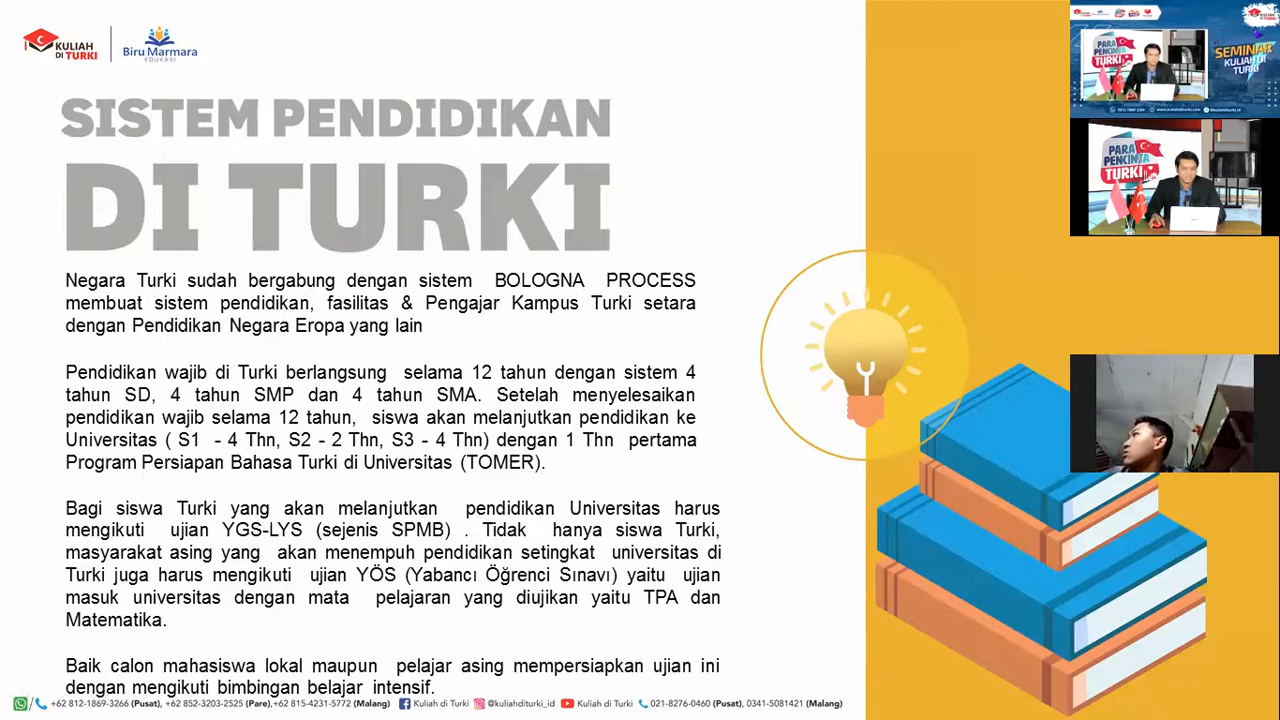 KULIAH
DI TURKI
Biru Marmara
EDUKASI
SISTEM PENDIDIKAN
DI TURKI
Negara Turki sudah bergabung dengan sistem BOLOGNA PROCESS
membuat sistem pendidikan, fasilitas & Pengajar Kampus Turki setara
dengan Pendidikan Negara Eropa yang lain
Pendidikan wajib di Turki berlangsung selama 12 tahun dengan sistem 4
tahun SD, 4 tahun SMP dan 4 tahun SMA. Setelah menyelesaikan
pendidikan wajib selama 12 tahun, siswa akan melanjutkan pendidikan ke
Universitas ( S1 - 4 Thn, S2 - 2 Thn, S3 - 4 Thn) dengan 1 Thn pertama
Program Persiapan Bahasa Turki di Universitas (TOMER).
Bagi siswa Turki yang akan melanjutkan pendidikan Universitas harus
mengikuti ujian YGS-LYS (sejenis SPMB) . Tidak hanya siswa Turki,
masyarakat asing yang akan menempuh pendidikan setingkat universitas di
Turki juga harus mengikuti ujian YÖS (Yabancı Öğrenci Sınavı) yaitu ujian
masuk universitas dengan mata pelajaran yang diujikan yaitu TPA dan
Matematika.
Baik calon mahasiswa lokal maupun pelajar asing mempersiapkan ujian ini
dengan mengikuti bimbingan belajar intensif.
+62 812-1869-3266 (Pusat), +62 852-3203-2525 (Pare),+62 815-4231-5772 (Malang) Kuliah di Turki @kuliahditurki_id Kuliah di Turki 021-8276-0460 (Pusat), 0341-5081421 (Malang)
PARA
PENCINTA
TURKI
SEMINAR
KULIAH DI
TURKI
PARA
PENCINTA
TURKI